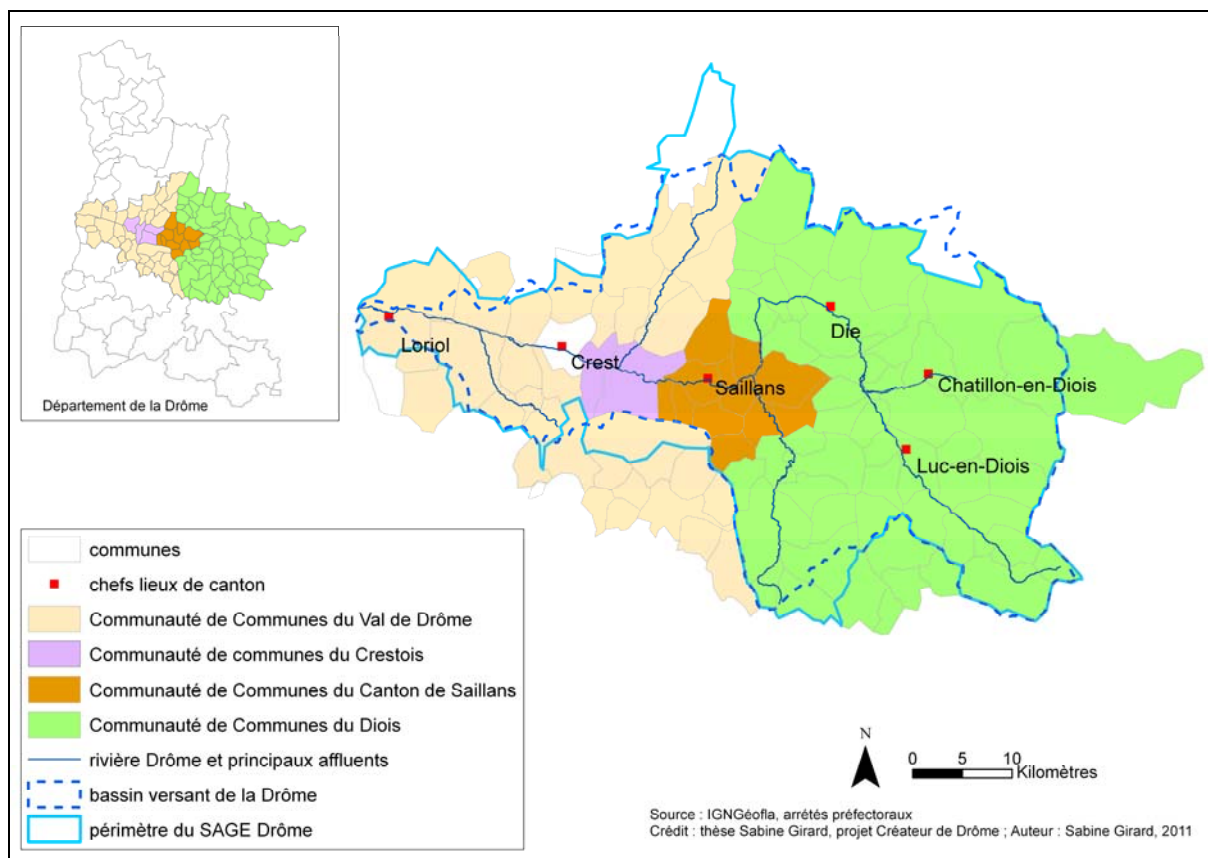 Département de la Drôme
Loriol
Crest
Saillans
Die
Chatillon-en-Diois
Luc-en-Diois
communes
chefs lieux de canton
Communauté de Communes du Val de Drôme
Communauté de communes du Crestois
Communauté de Communes du Canton de Saillans
Communauté de Communes du Diois
rivière Drôme et principaux affluents
bassin versant de la Drôme
périmètre du SAGE Drôme
N
0 5 10
Kilomètres
Source : IGNGéofla, arrétés préfectoraux
Crédit : thèse Sabine Girard, projet Créateur de Drôme ; Auteur : Sabine Girard, 2011